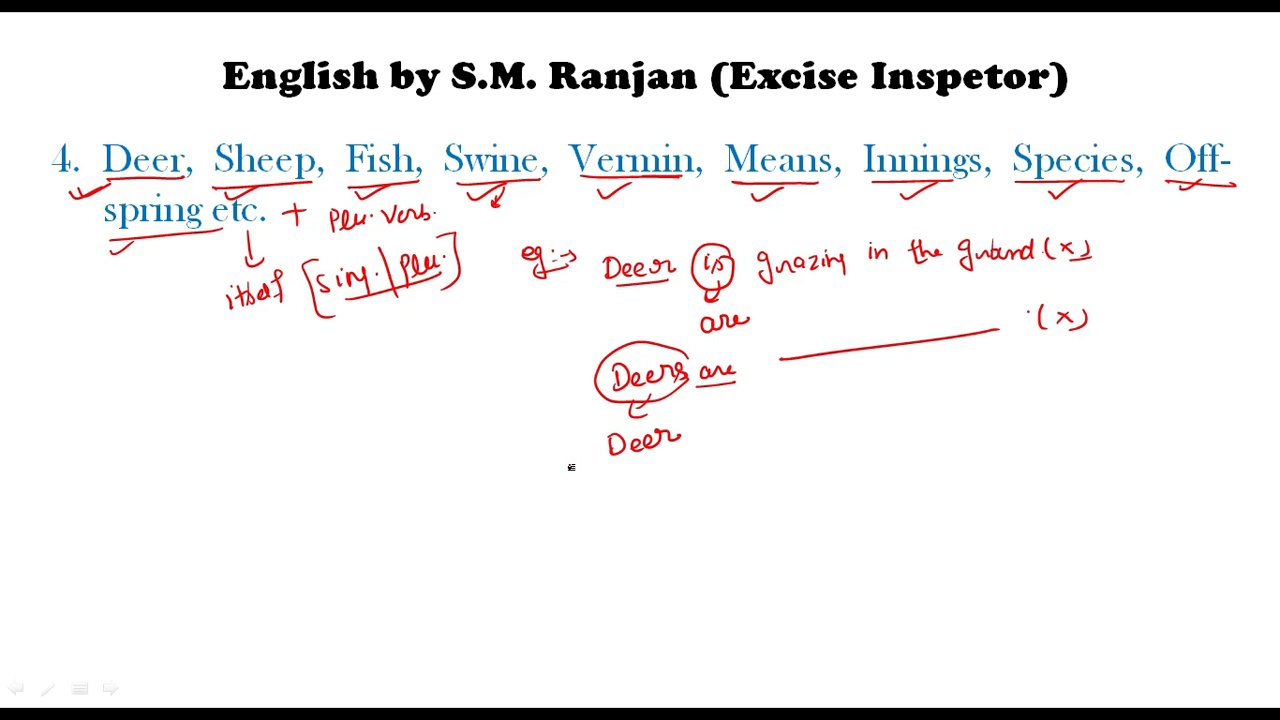 English by S.M. Ranjan (Excise Inspetor)
4. Deer, Sheep, Fish, Swine, Vermin, Means, Innings, Species, Off-
spring etc. + Plu. Verb.
itself [Sing. | Plu.]
eg:→ Deer is grazing in the (x)
are
Deers are . (x)
Deer